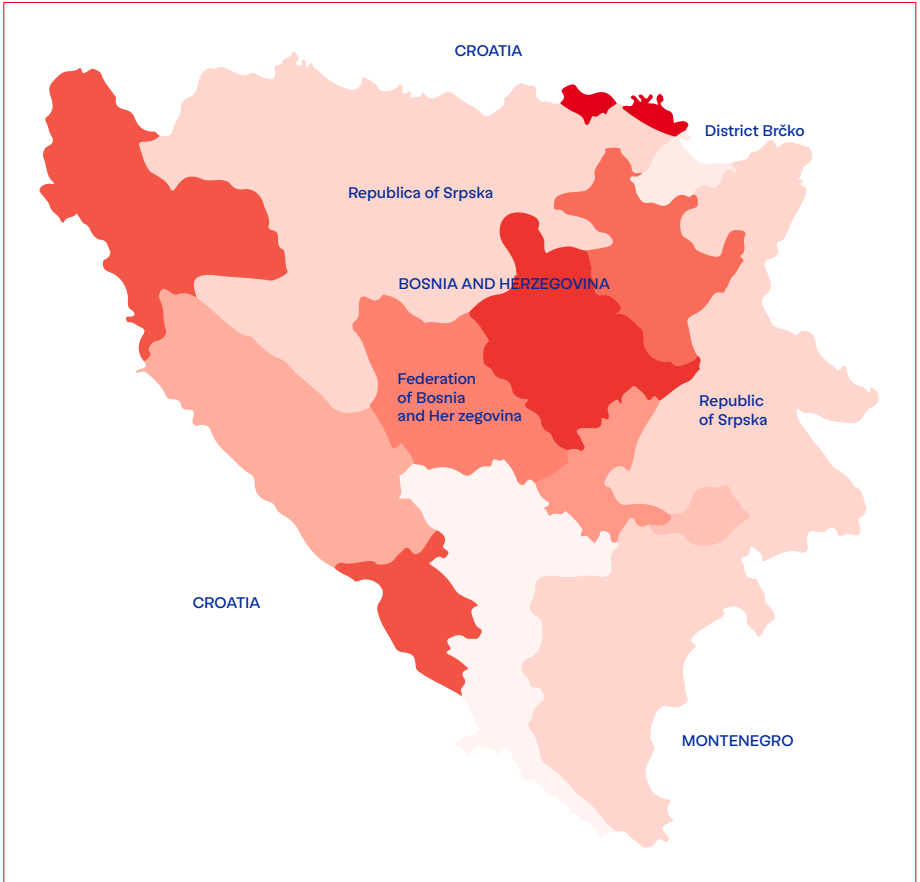 CROATIA
District Brčko
Republica of Srpska
BOSNIA AND HERZEGOVINA
Federation
of Bosnia
and Her zegovina
Republic
of Srpska
CROATIA
MONTENEGRO